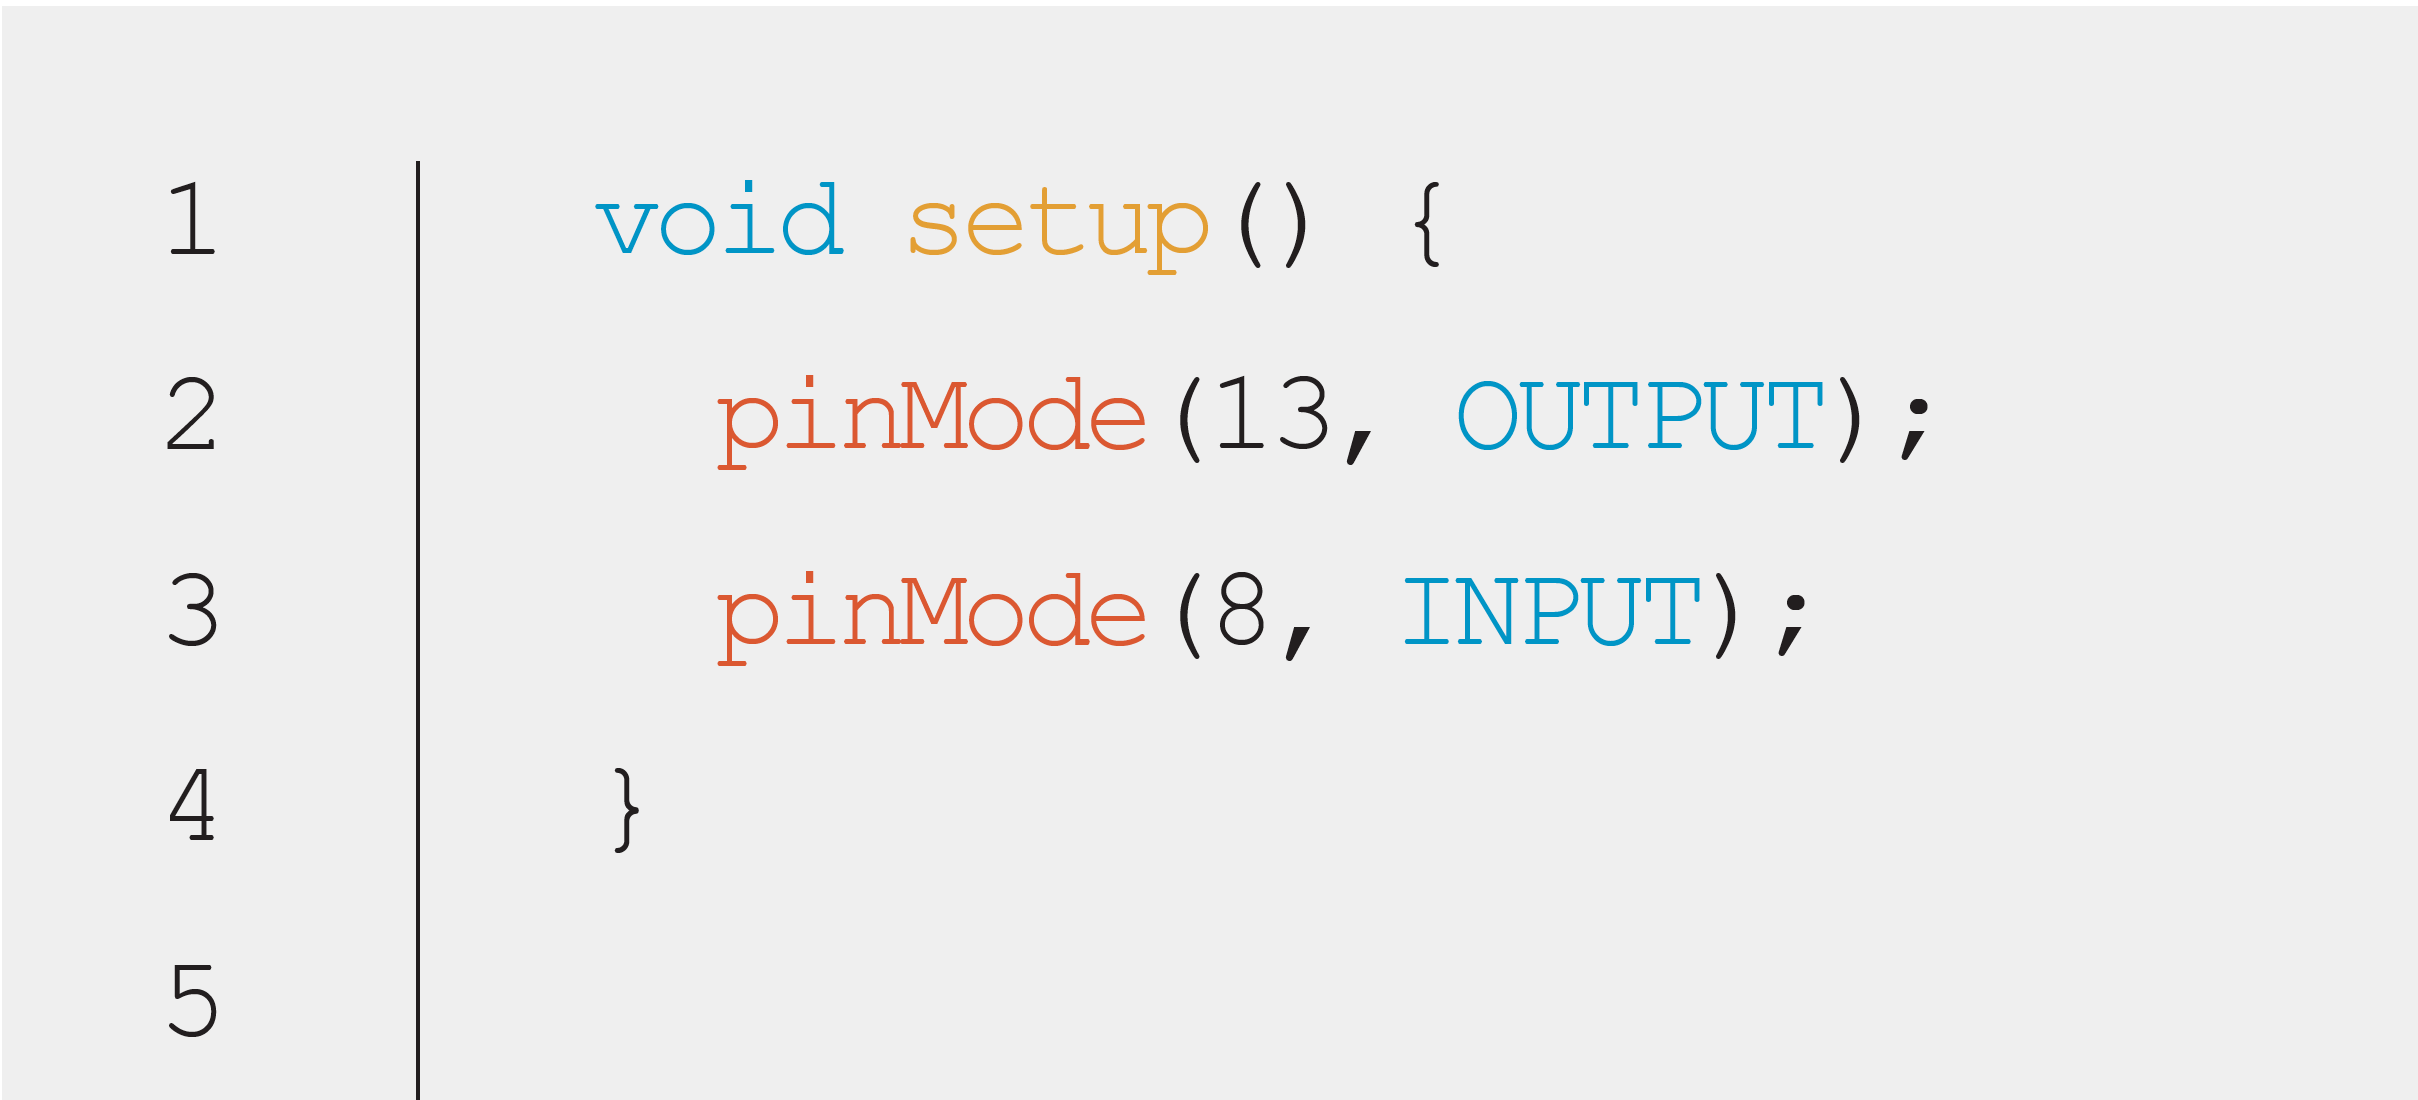 1 void setup() {
2 pinMode(13, OUTPUT);
3 pinMode(8, INPUT);
4 }
5